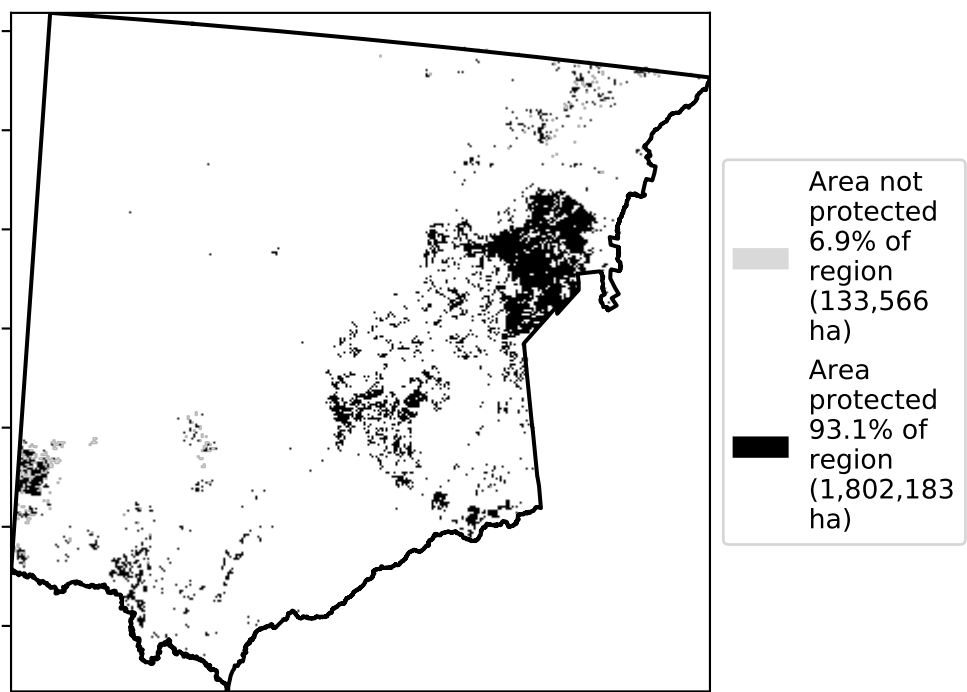 Area not
protected
6.9% of
region
(133,566
ha)
Area
protected
93.1% of
region
(1,802,183
ha)